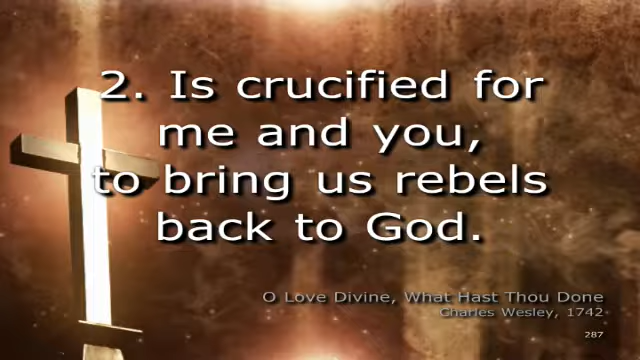 2. Is crucified for
me and you,
to bring us rebels
back to God.
O Love Divine, What Hast Thou Done
Charles Wesley, 1742
287